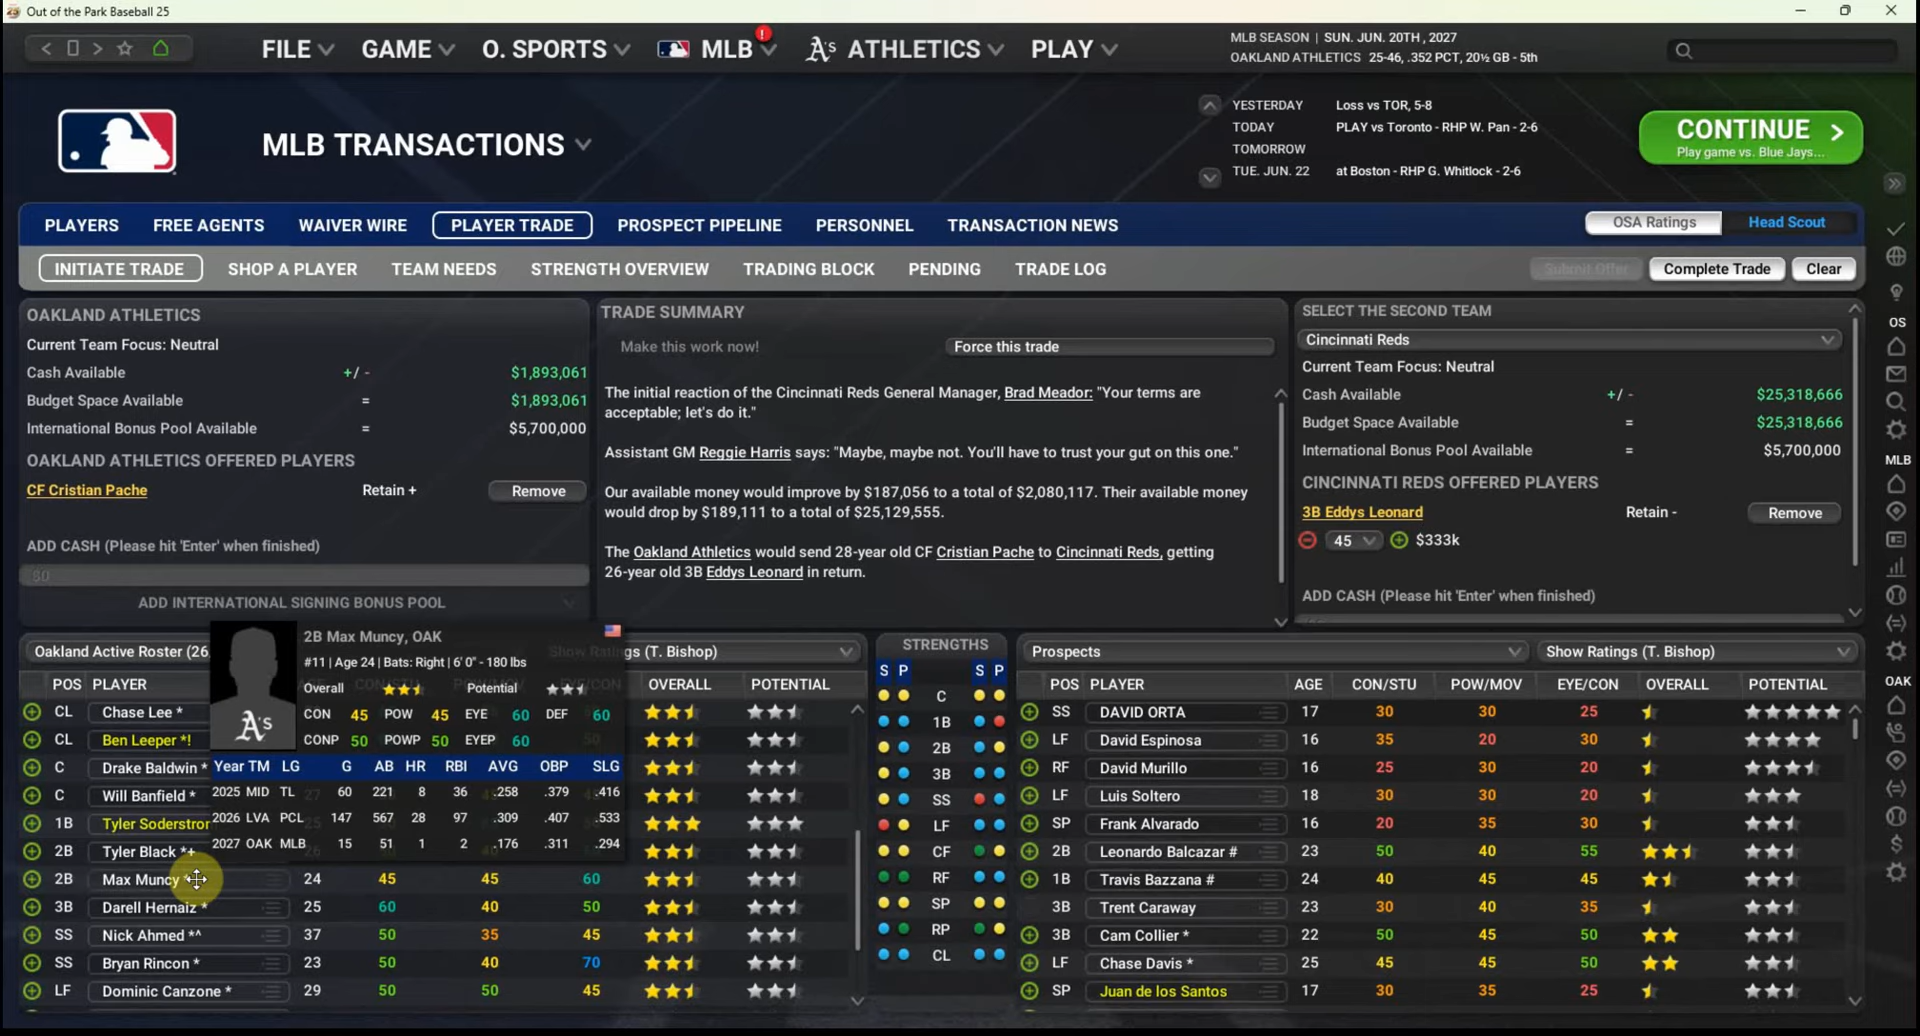 Out of the Park Baseball 25
FILE
GAME
O. SPORTS
MLB
!
A's ATHLETICS
PLAY
MLB SEASON | SUN. JUN. 20TH , 2027
OAKLAND ATHLETICS 25-46, .352 PCT, 20½ GB - 5th
MLB TRANSACTIONS
YESTERDAY Loss vs TOR, 5-8
TODAY PLAY vs Toronto - RHP W. Pan - 2-6
TOMORROW
TUE. JUN. 22 at Boston - RHP G. Whitlock - 2-6
CONTINUE
Play game vs. Blue Jays...
PLAYERS FREE AGENTS WAIVER WIRE PLAYER TRADE PROSPECT PIPELINE PERSONNEL TRANSACTION NEWS
OSA Ratings Head Scout
INITIATE TRADE SHOP A PLAYER TEAM NEEDS STRENGTH OVERVIEW TRADING BLOCK PENDING TRADE LOG
Submit Offer Complete Trade Clear
OAKLAND ATHLETICS
Current Team Focus: Neutral
Cash Available +/- $1,893,061
Budget Space Available = $1,893,061
International Bonus Pool Available = $5,700,000
OAKLAND ATHLETICS OFFERED PLAYERS
CF Cristian Pache Retain + Remove
ADD CASH (Please hit 'Enter' when finished)
$0
ADD INTERNATIONAL SIGNING BONUS POOL
TRADE SUMMARY
Make this work now! Force this trade
The initial reaction of the Cincinnati Reds General Manager, Brad Meador: "Your terms are
acceptable; let's do it."
Assistant GM Reggie Harris says: "Maybe, maybe not. You'll have to trust your gut on this one."
Our available money would improve by $187,056 to a total of $2,080,117. Their available money
would drop by $189,111 to a total of $25,129,555.
The Oakland Athletics would send 28-year old CF Cristian Pache to Cincinnati Reds, getting
26-year old 3B Eddys Leonard in return.
SELECT THE SECOND TEAM
Cincinnati Reds
Current Team Focus: Neutral
Cash Available +/- $25,318,666
Budget Space Available = $25,318,666
International Bonus Pool Available = $5,700,000
CINCINNATI REDS OFFERED PLAYERS
3B Eddys Leonard Retain - Remove
45 $333k
ADD CASH (Please hit 'Enter' when finished)
OS
MLB
OAK
Oakland Active Roster (26
Show Ratings (T. Bishop)
POS PLAYER OVERALL POTENTIAL
CL Chase Lee *
CL Ben Leeper *!
C Drake Baldwin *
C Will Banfield *
1B Tyler Soderstrom
2B Tyler Black *+
2B Max Muncy 24 45 45 60
3B Darell Hernaiz * 25 60 40 50
SS Nick Ahmed *^ 37 50 35 45
SS Bryan Rincon * 23 50 40 70
LF Dominic Canzone * 29 50 50 45
2B Max Muncy, OAK
#11 | Age 24 | Bats: Right | 6' 0" - 180 lbs
Overall Potential
CON 45 POW 45 EYE 60 DEF 60
CONP 50 POWP 50 EYEP 60
A's
Year TM LG G AB HR RBI AVG OBP SLG
2025 MID TL 60 221 8 36 .258 .379 .416
2026 LVA PCL 147 567 28 97 .309 .407 .533
2027 OAK MLB 15 51 1 2 .176 .311 .294
STRENGTHS
S P S P
C
1B
2B
3B
SS
LF
CF
RF
SP
RP
CL
Prospects
Show Ratings (T. Bishop)
POS PLAYER AGE CON/STU POW/MOV EYE/CON OVERALL POTENTIAL
SS DAVID ORTA 17 30 30 25
LF David Espinosa 16 35 20 30
RF David Murillo 16 25 30 20
LF Luis Soltero 18 30 30 20
SP Frank Alvarado 16 20 35 30
2B Leonardo Balcazar # 23 50 40 55
1B Travis Bazzana # 24 40 45 45
3B Trent Caraway 23 30 40 35
3B Cam Collier * 22 50 45 50
LF Chase Davis * 25 45 45 50
SP Juan de los Santos 17 30 35 25